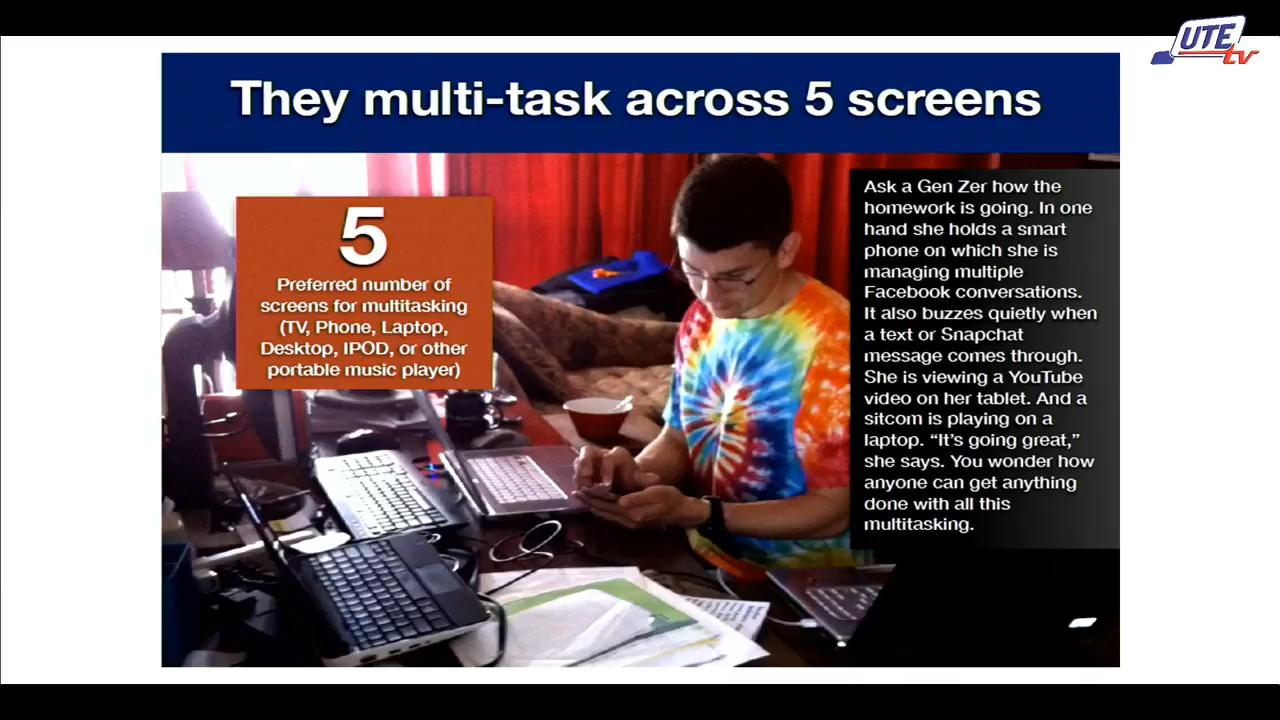 UTE
tv
They multi-task across 5 screens
5
Preferred number of
screens for multitasking
(TV, Phone, Laptop,
Desktop, IPOD, or other
portable music player)
Ask a Gen Zer how the
homework is going. In one
hand she holds a smart
phone on which she is
managing multiple
Facebook conversations.
It also buzzes quietly when
a text or Snapchat
message comes through.
She is viewing a YouTube
video on her tablet. And a
sitcom is playing on a
laptop. “It’s going great,”
she says. You wonder how
anyone can get anything
done with all this
multitasking.